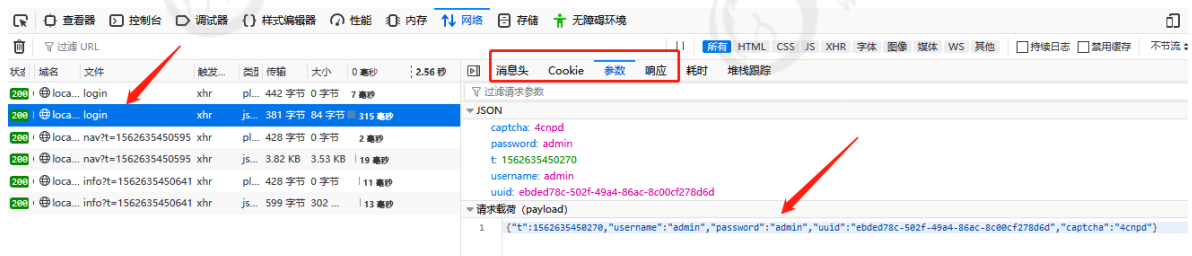 查看器 控制台 调试器 样式编辑器 性能 内存 网络 存储 无障碍环境
过滤 URL
所有 HTML CSS JS XHR 字体 图像 媒体 WS 其他 持续日志 禁用缓存 不节流
域名 文件 触发... 类型 传输 大小 0 毫秒 2.56 秒
消息头 Cookie 参数 响应 耗时 堆栈跟踪
200 loca... login xhr pl... 442 字节 0 字节 7 毫秒
200 loca... login xhr js... 381 字节 84 字节 315 毫秒
200 loca... nav?t=1562635450595 xhr pl... 428 字节 0 字节 2 毫秒
200 loca... nav?t=1562635450595 xhr js... 3.82 KB 3.53 KB 19 毫秒
200 loca... info?t=1562635450641 xhr pl... 428 字节 0字节 11 毫秒
200 loca... info?t=1562635450641 xhr js... 599 字节 302 ... 13 毫秒
过滤请求参数
JSON
captcha: 4cnpd
password: admin
t: 1562635450270
username: admin
uuid: ebded78c-502f-49a4-86ac-8c00cf278d6d
请求载荷 (payload)
1 {"t":1562635450270,"username":"admin","password":"admin","uuid":"ebded78c-502f-49a4-86ac-8c00cf278d6d","captcha":"4cnpd"}